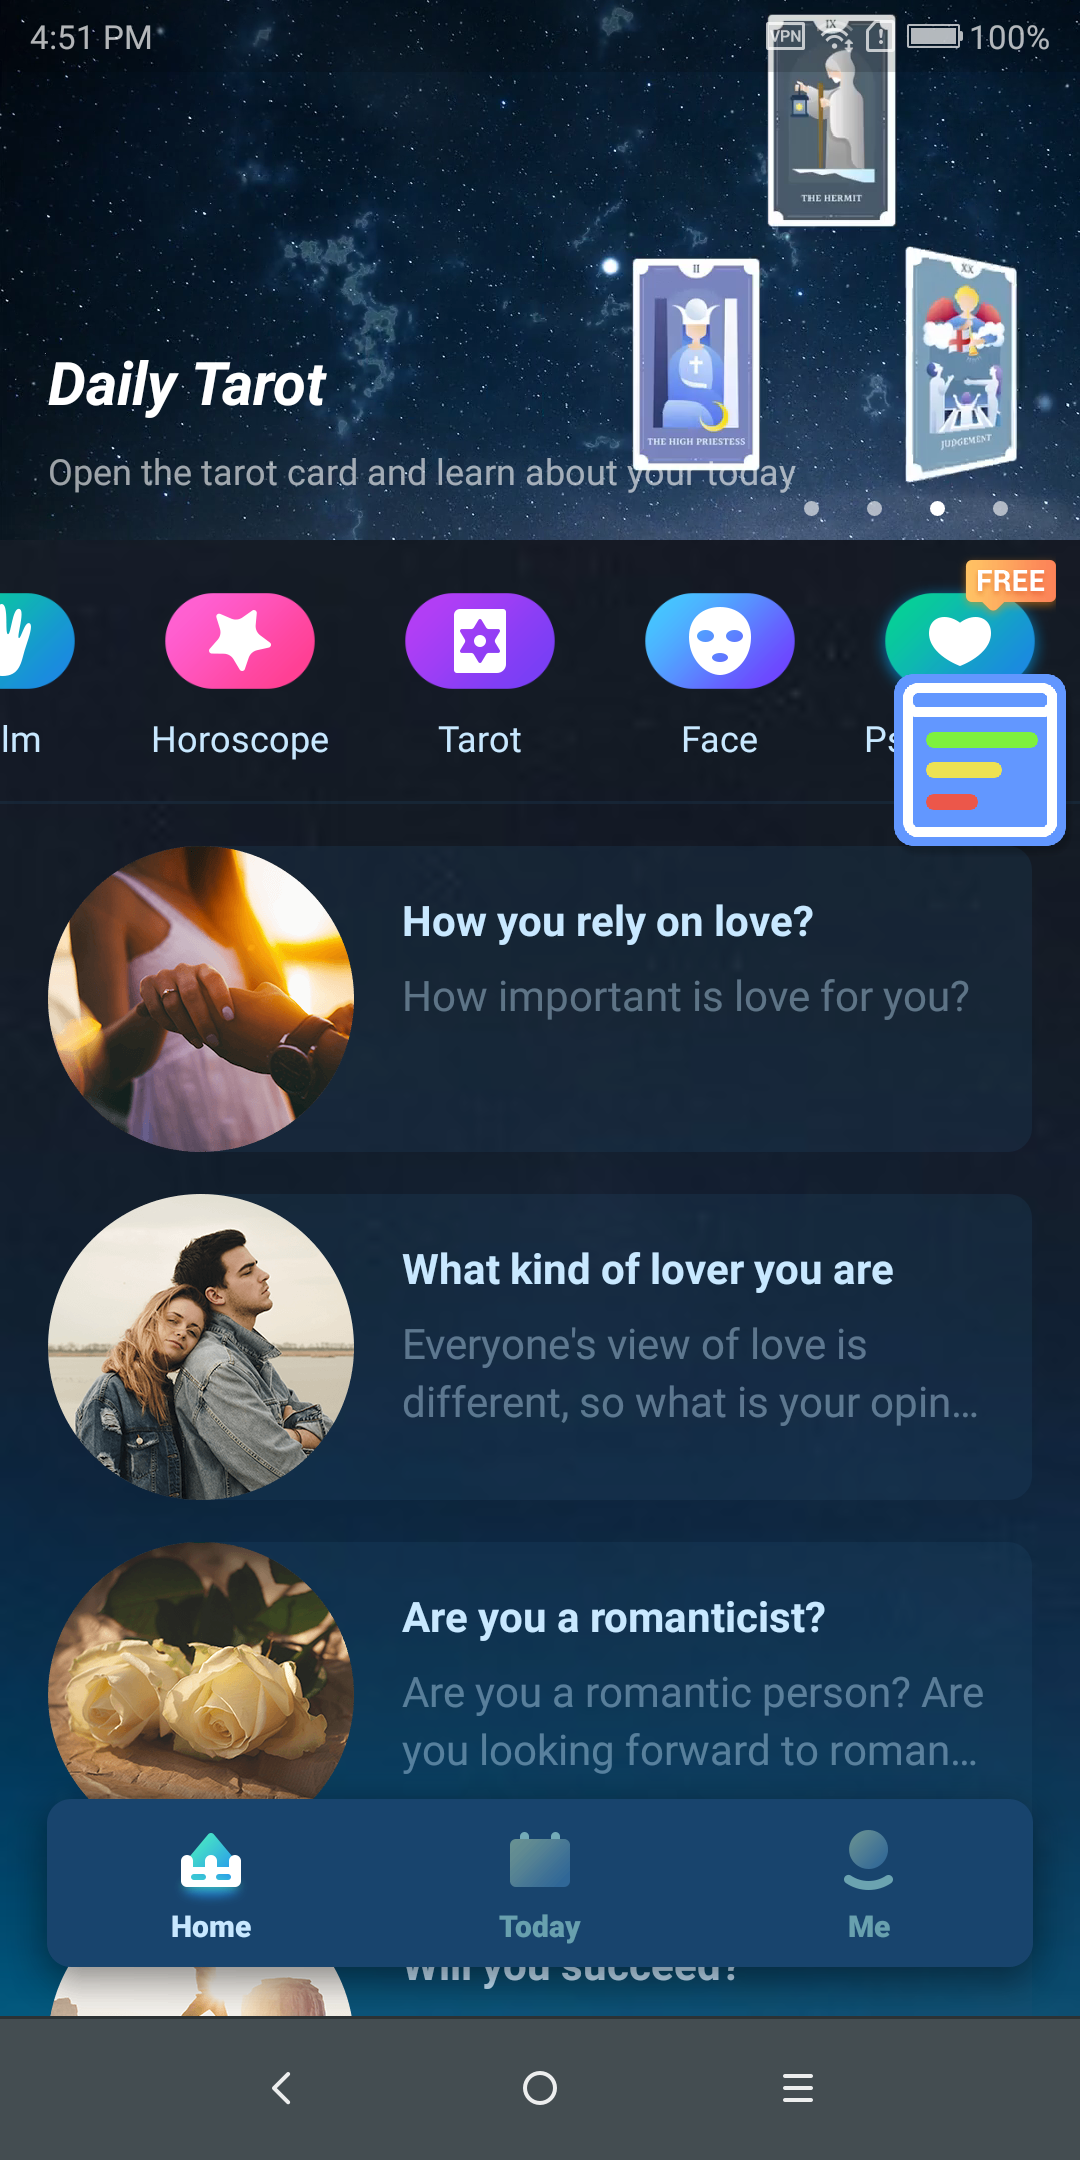 4:51 PM
VPN
100%
IX
THE HERMIT
II
THE HIGH PRIESTESS
XX
JUDGEMENT
Daily Tarot
Open the tarot card and learn about your today
FREE
lm
Horoscope
Tarot
Face
Ps
How you rely on love?
How important is love for you?
What kind of lover you are
Everyone's view of love is
different, so what is your opin...
Are you a romanticist?
Are you a romantic person? Are
you looking forward to roman...
Home
Today
Me
Will you succeed?